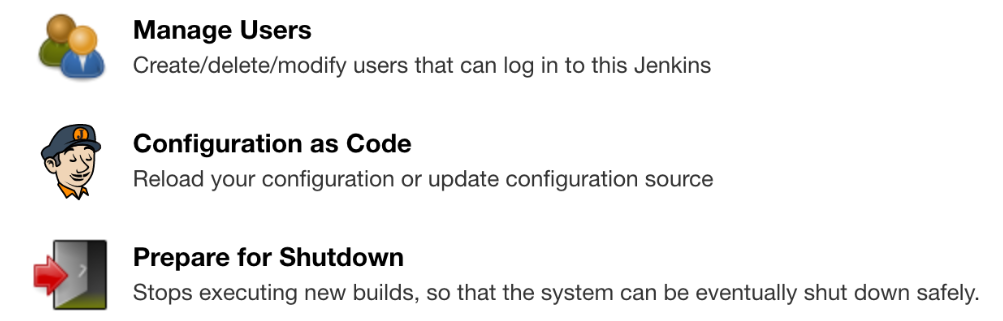 Manage Users
Create/delete/modify users that can log in to this Jenkins
J
Configuration as Code
Reload your configuration or update configuration source
Prepare for Shutdown
Stops executing new builds, so that the system can be eventually shut down safely.